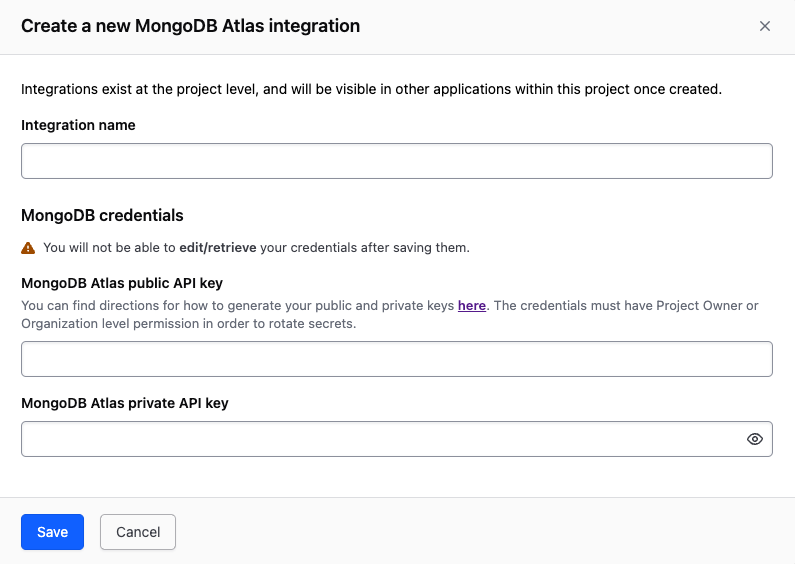 Create a new MongoDB Atlas integration
Integrations exist at the project level, and will be visible in other applications within this project once created.
Integration name
MongoDB credentials
You will not be able to edit/retrieve your credentials after saving them.
MongoDB Atlas public API key
You can find directions for how to generate your public and private keys here. The credentials must have Project Owner or
Organization level permission in order to rotate secrets.
MongoDB Atlas private API key
Save
Cancel